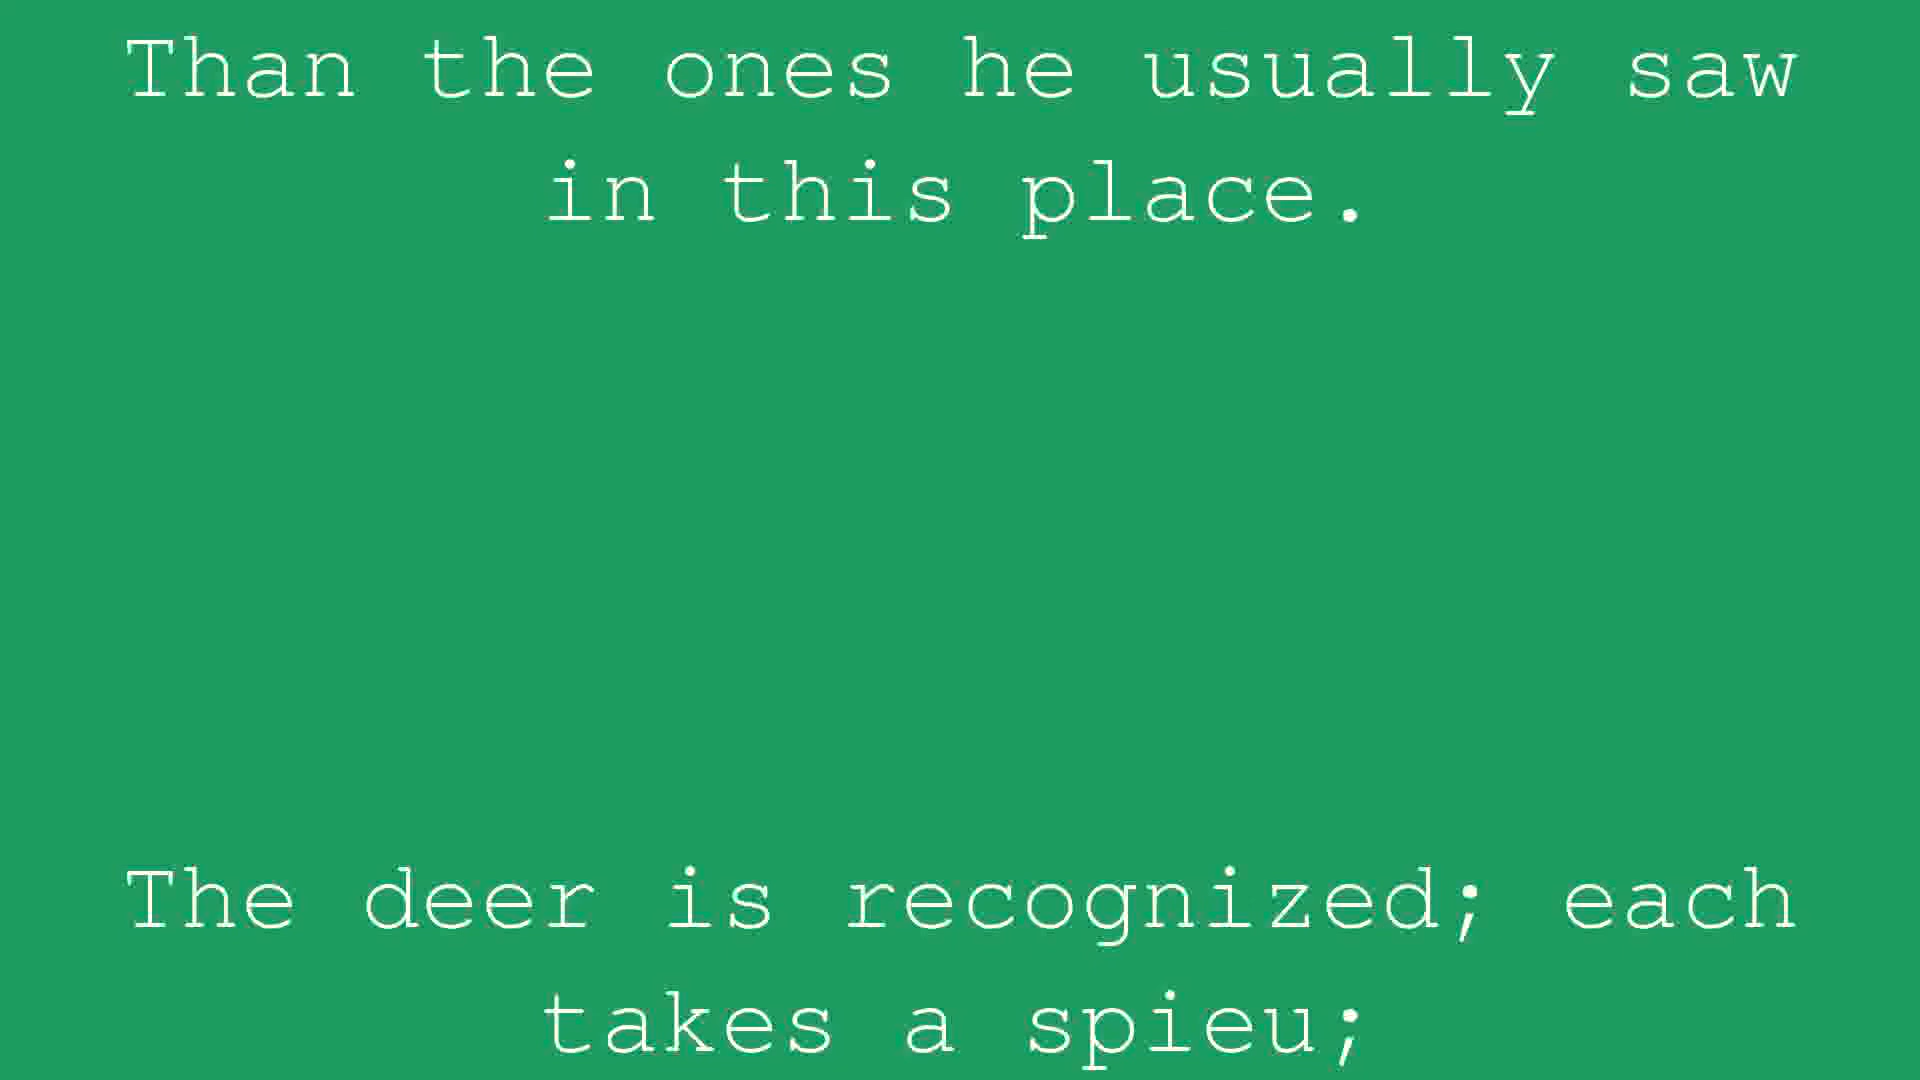 Than the ones he usually saw
in this place.
The deer is recognized; each
takes a spieu;